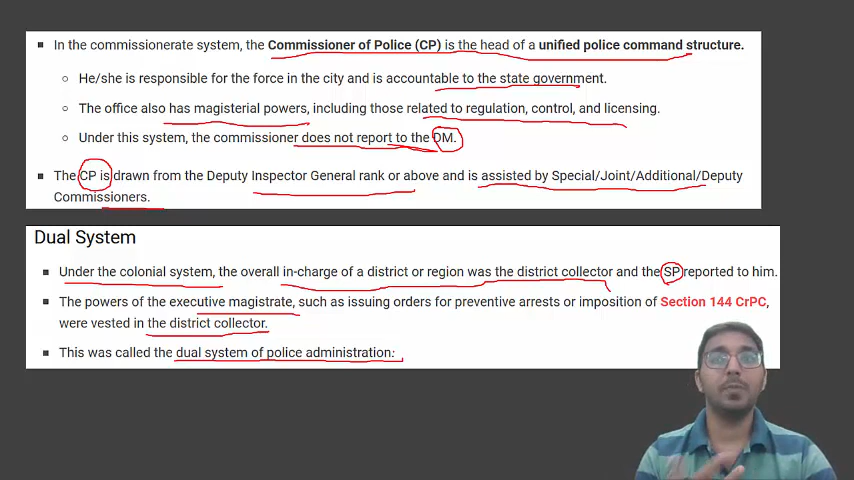 In the commissionerate system, the Commissioner of Police (CP) is the head of a unified police command structure.
He/she is responsible for the force in the city and is accountable to the state government.
The office also has magisterial powers, including those related to regulation, control, and licensing.
Under this system, the commissioner does not report to the DM.
The CP is drawn from the Deputy Inspector General rank or above and is assisted by Special/Joint/Additional/Deputy
Commissioners.
Dual System
Under the colonial system, the overall in-charge of a district or region was the district collector and the SP reported to him.
The powers of the executive magistrate, such as issuing orders for preventive arrests or imposition of Section 144 CrPC,
were vested in the district collector.
This was called the dual system of police administration.